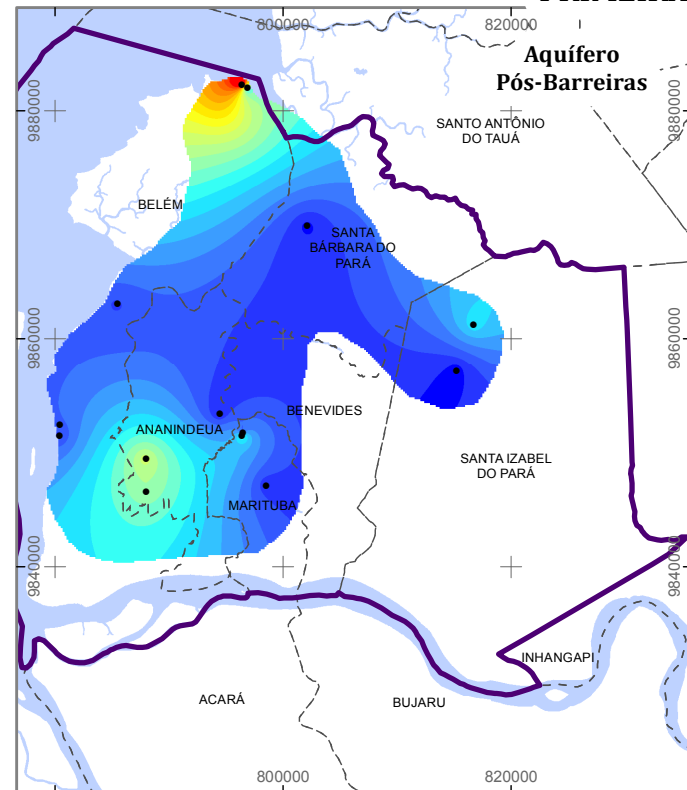 800000
820000
Aquífero
Pós-Barreiras
9880000
9880000
SANTO ANTÔNIO
DO TAUÁ
BELÉM
SANTA
BÁRBARA DO
PARÁ
9860000
9860000
BENEVIDES
ANANINDEUA
SANTA IZABEL
DO PARÁ
MARITUBA
9840000
9840000
INHANGAPI
ACARÁ
BUJARU
800000
820000